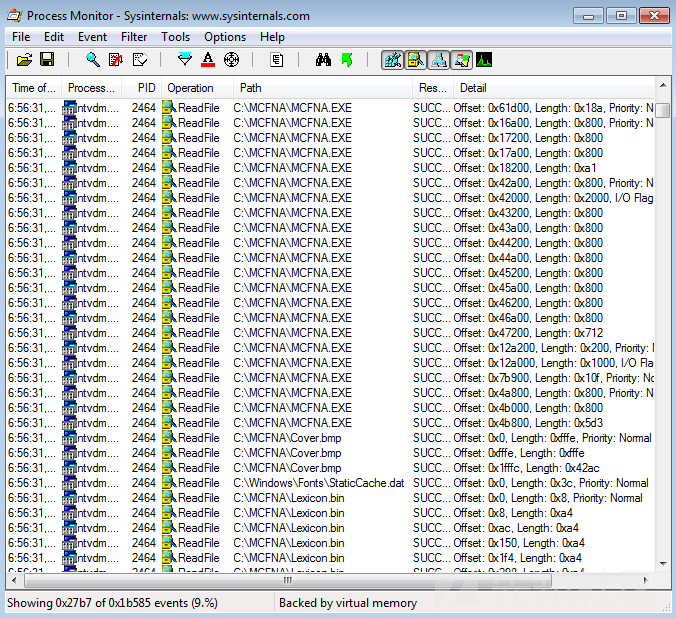 Process Monitor - Sysinternals: www.sysinternals.com
File Edit Event Filter Tools Options Help
Time of... Process... PID Operation Path Res... Detail
6:56:31,... ntvdm.... 2464 ReadFile C:\MCFNA\MCFNA.EXE SUCC... Offset: 0x61d00, Length: 0x18a, Priority: N
6:56:31,... ntvdm.... 2464 ReadFile C:\MCFNA\MCFNA.EXE SUCC... Offset: 0x16a00, Length: 0x800, Priority: N
6:56:31,... ntvdm.... 2464 ReadFile C:\MCFNA\MCFNA.EXE SUCC... Offset: 0x17200, Length: 0x800
6:56:31,... ntvdm.... 2464 ReadFile C:\MCFNA\MCFNA.EXE SUCC... Offset: 0x17a00, Length: 0x800
6:56:31,... ntvdm.... 2464 ReadFile C:\MCFNA\MCFNA.EXE SUCC... Offset: 0x18200, Length: 0xa1
6:56:31,... ntvdm.... 2464 ReadFile C:\MCFNA\MCFNA.EXE SUCC... Offset: 0x42a00, Length: 0x800, Priority: N
6:56:31,... ntvdm.... 2464 ReadFile C:\MCFNA\MCFNA.EXE SUCC... Offset: 0x42000, Length: 0x2000, I/O Flag
6:56:31,... ntvdm.... 2464 ReadFile C:\MCFNA\MCFNA.EXE SUCC... Offset: 0x43200, Length: 0x800
6:56:31,... ntvdm.... 2464 ReadFile C:\MCFNA\MCFNA.EXE SUCC... Offset: 0x43a00, Length: 0x800
6:56:31,... ntvdm.... 2464 ReadFile C:\MCFNA\MCFNA.EXE SUCC... Offset: 0x44200, Length: 0x800
6:56:31,... ntvdm.... 2464 ReadFile C:\MCFNA\MCFNA.EXE SUCC... Offset: 0x44a00, Length: 0x800
6:56:31,... ntvdm.... 2464 ReadFile C:\MCFNA\MCFNA.EXE SUCC... Offset: 0x45200, Length: 0x800
6:56:31,... ntvdm.... 2464 ReadFile C:\MCFNA\MCFNA.EXE SUCC... Offset: 0x45a00, Length: 0x800
6:56:31,... ntvdm.... 2464 ReadFile C:\MCFNA\MCFNA.EXE SUCC... Offset: 0x46200, Length: 0x800
6:56:31,... ntvdm.... 2464 ReadFile C:\MCFNA\MCFNA.EXE SUCC... Offset: 0x46a00, Length: 0x800
6:56:31,... ntvdm.... 2464 ReadFile C:\MCFNA\MCFNA.EXE SUCC... Offset: 0x47200, Length: 0x712
6:56:31,... ntvdm.... 2464 ReadFile C:\MCFNA\MCFNA.EXE SUCC... Offset: 0x12a200, Length: 0x200, Priority:
6:56:31,... ntvdm.... 2464 ReadFile C:\MCFNA\MCFNA.EXE SUCC... Offset: 0x12a000, Length: 0x1000, I/O Fla
6:56:31,... ntvdm.... 2464 ReadFile C:\MCFNA\MCFNA.EXE SUCC... Offset: 0x7b900, Length: 0x10f, Priority: No
6:56:31,... ntvdm.... 2464 ReadFile C:\MCFNA\MCFNA.EXE SUCC... Offset: 0x4a800, Length: 0x800, Priority: N
6:56:31,... ntvdm.... 2464 ReadFile C:\MCFNA\MCFNA.EXE SUCC... Offset: 0x4b000, Length: 0x800
6:56:31,... ntvdm.... 2464 ReadFile C:\MCFNA\MCFNA.EXE SUCC... Offset: 0x4b800, Length: 0x5d3
6:56:31,... ntvdm.... 2464 ReadFile C:\MCFNA\Cover.bmp SUCC... Offset: 0x0, Length: 0xfffe, Priority: Normal
6:56:31,... ntvdm.... 2464 ReadFile C:\MCFNA\Cover.bmp SUCC... Offset: 0xfffe, Length: 0xfffe
6:56:31,... ntvdm.... 2464 ReadFile C:\MCFNA\Cover.bmp SUCC... Offset: 0x1fffc, Length: 0x42ac
6:56:31,... ntvdm.... 2464 ReadFile C:\Windows\Fonts\StaticCache.dat SUCC... Offset: 0x0, Length: 0x3c, Priority: Normal
6:56:31,... ntvdm.... 2464 ReadFile C:\MCFNA\Lexicon.bin SUCC... Offset: 0x0, Length: 0x8, Priority: Normal
6:56:31,... ntvdm.... 2464 ReadFile C:\MCFNA\Lexicon.bin SUCC... Offset: 0x8, Length: 0xa4
6:56:31,... ntvdm.... 2464 ReadFile C:\MCFNA\Lexicon.bin SUCC... Offset: 0xac, Length: 0xa4
6:56:31,... ntvdm.... 2464 ReadFile C:\MCFNA\Lexicon.bin SUCC... Offset: 0x150, Length: 0xa4
6:56:31,... ntvdm.... 2464 ReadFile C:\MCFNA\Lexicon.bin SUCC... Offset: 0x1f4, Length: 0xa4
6:56:31,... ntvdm.... 2464 ReadFile C:\MCFNA\Lexicon.bin SUCC... Offset: 0x298, Length: 0xa4
Showing 0x27b7 of 0x1b585 events (9.%) Backed by virtual memory